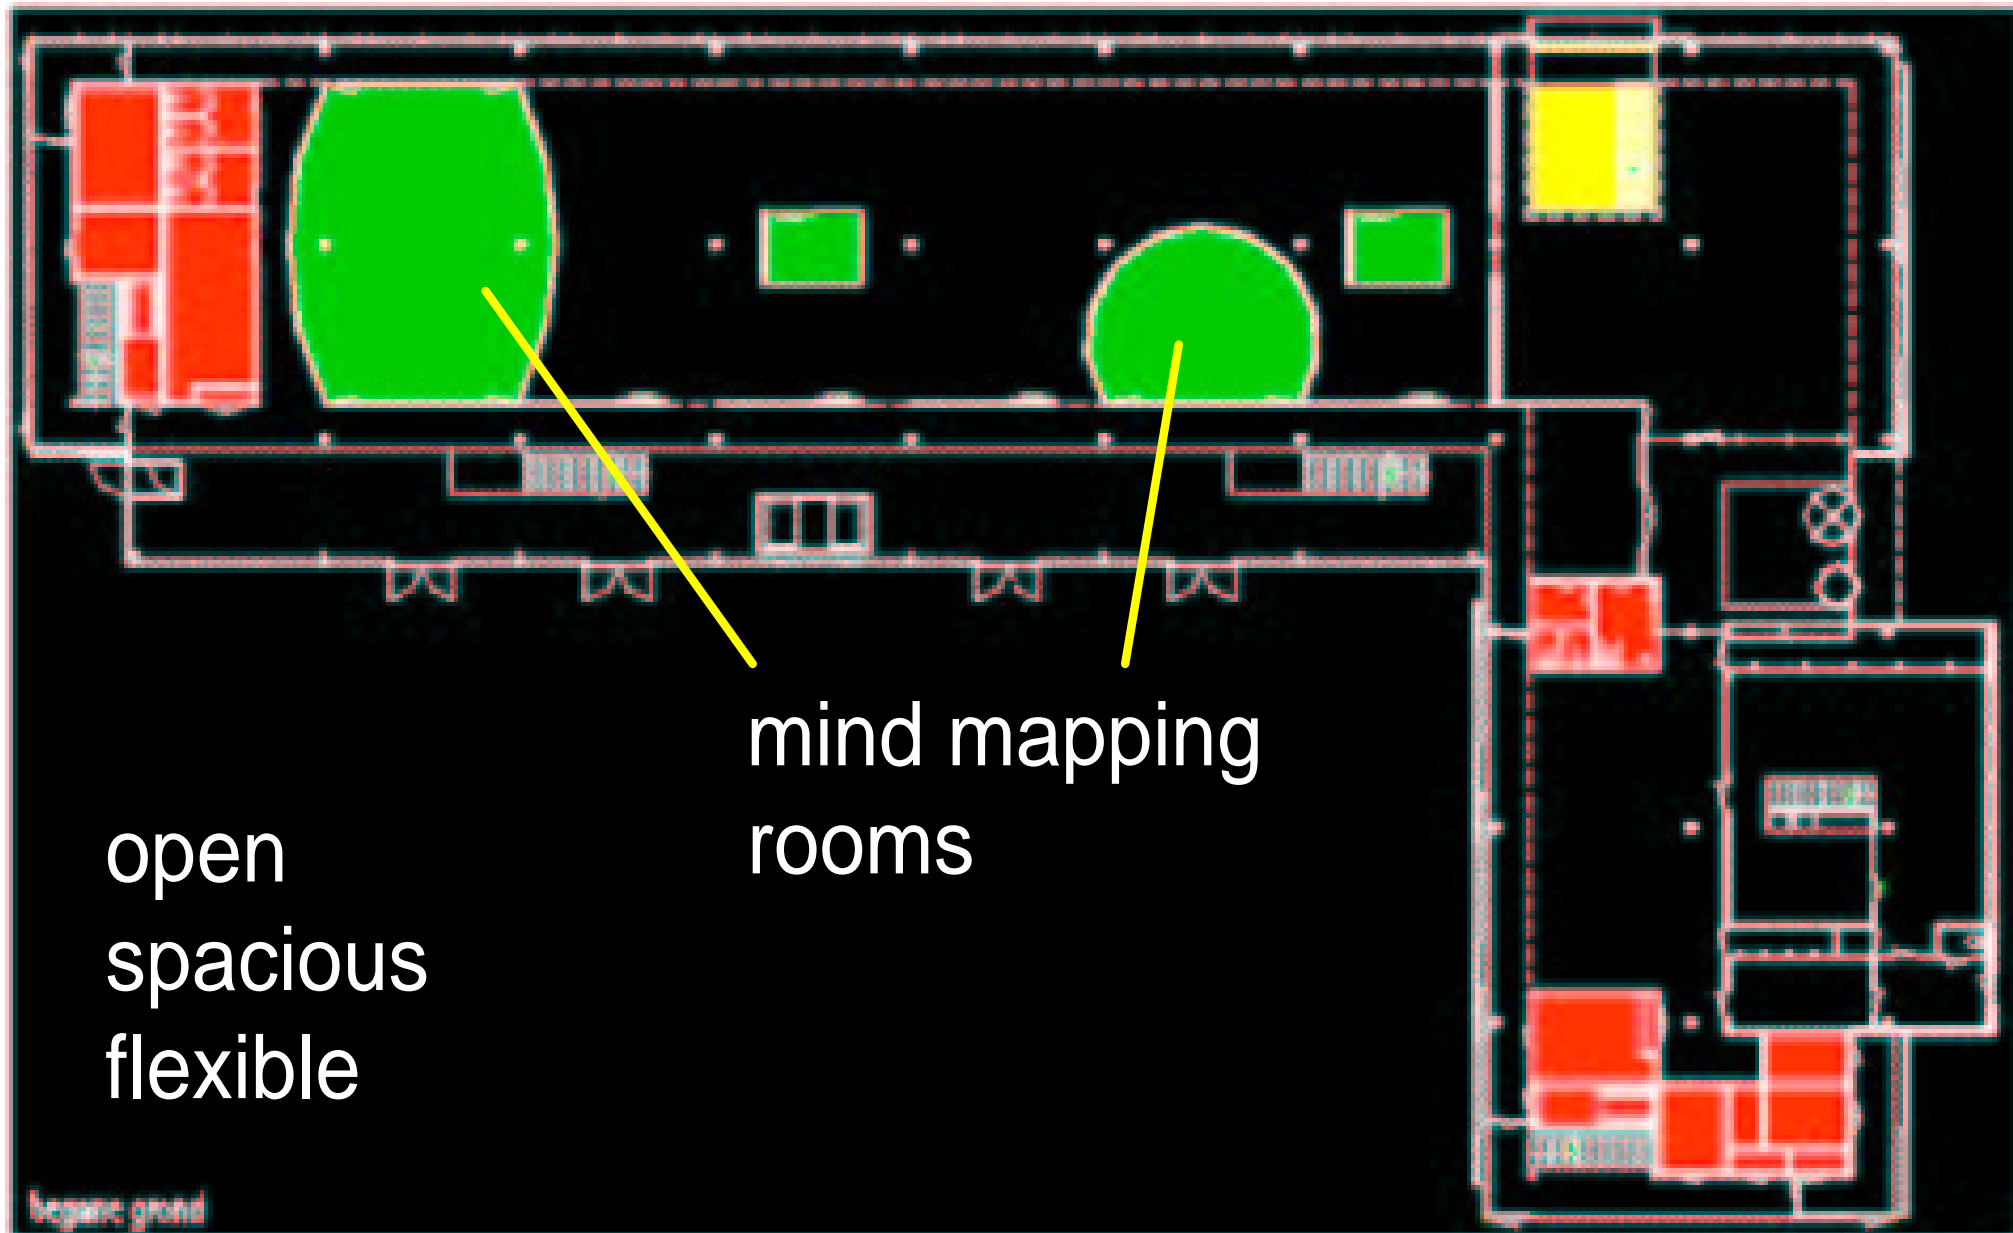 mind mapping
rooms
open
spacious
flexible
begane grond